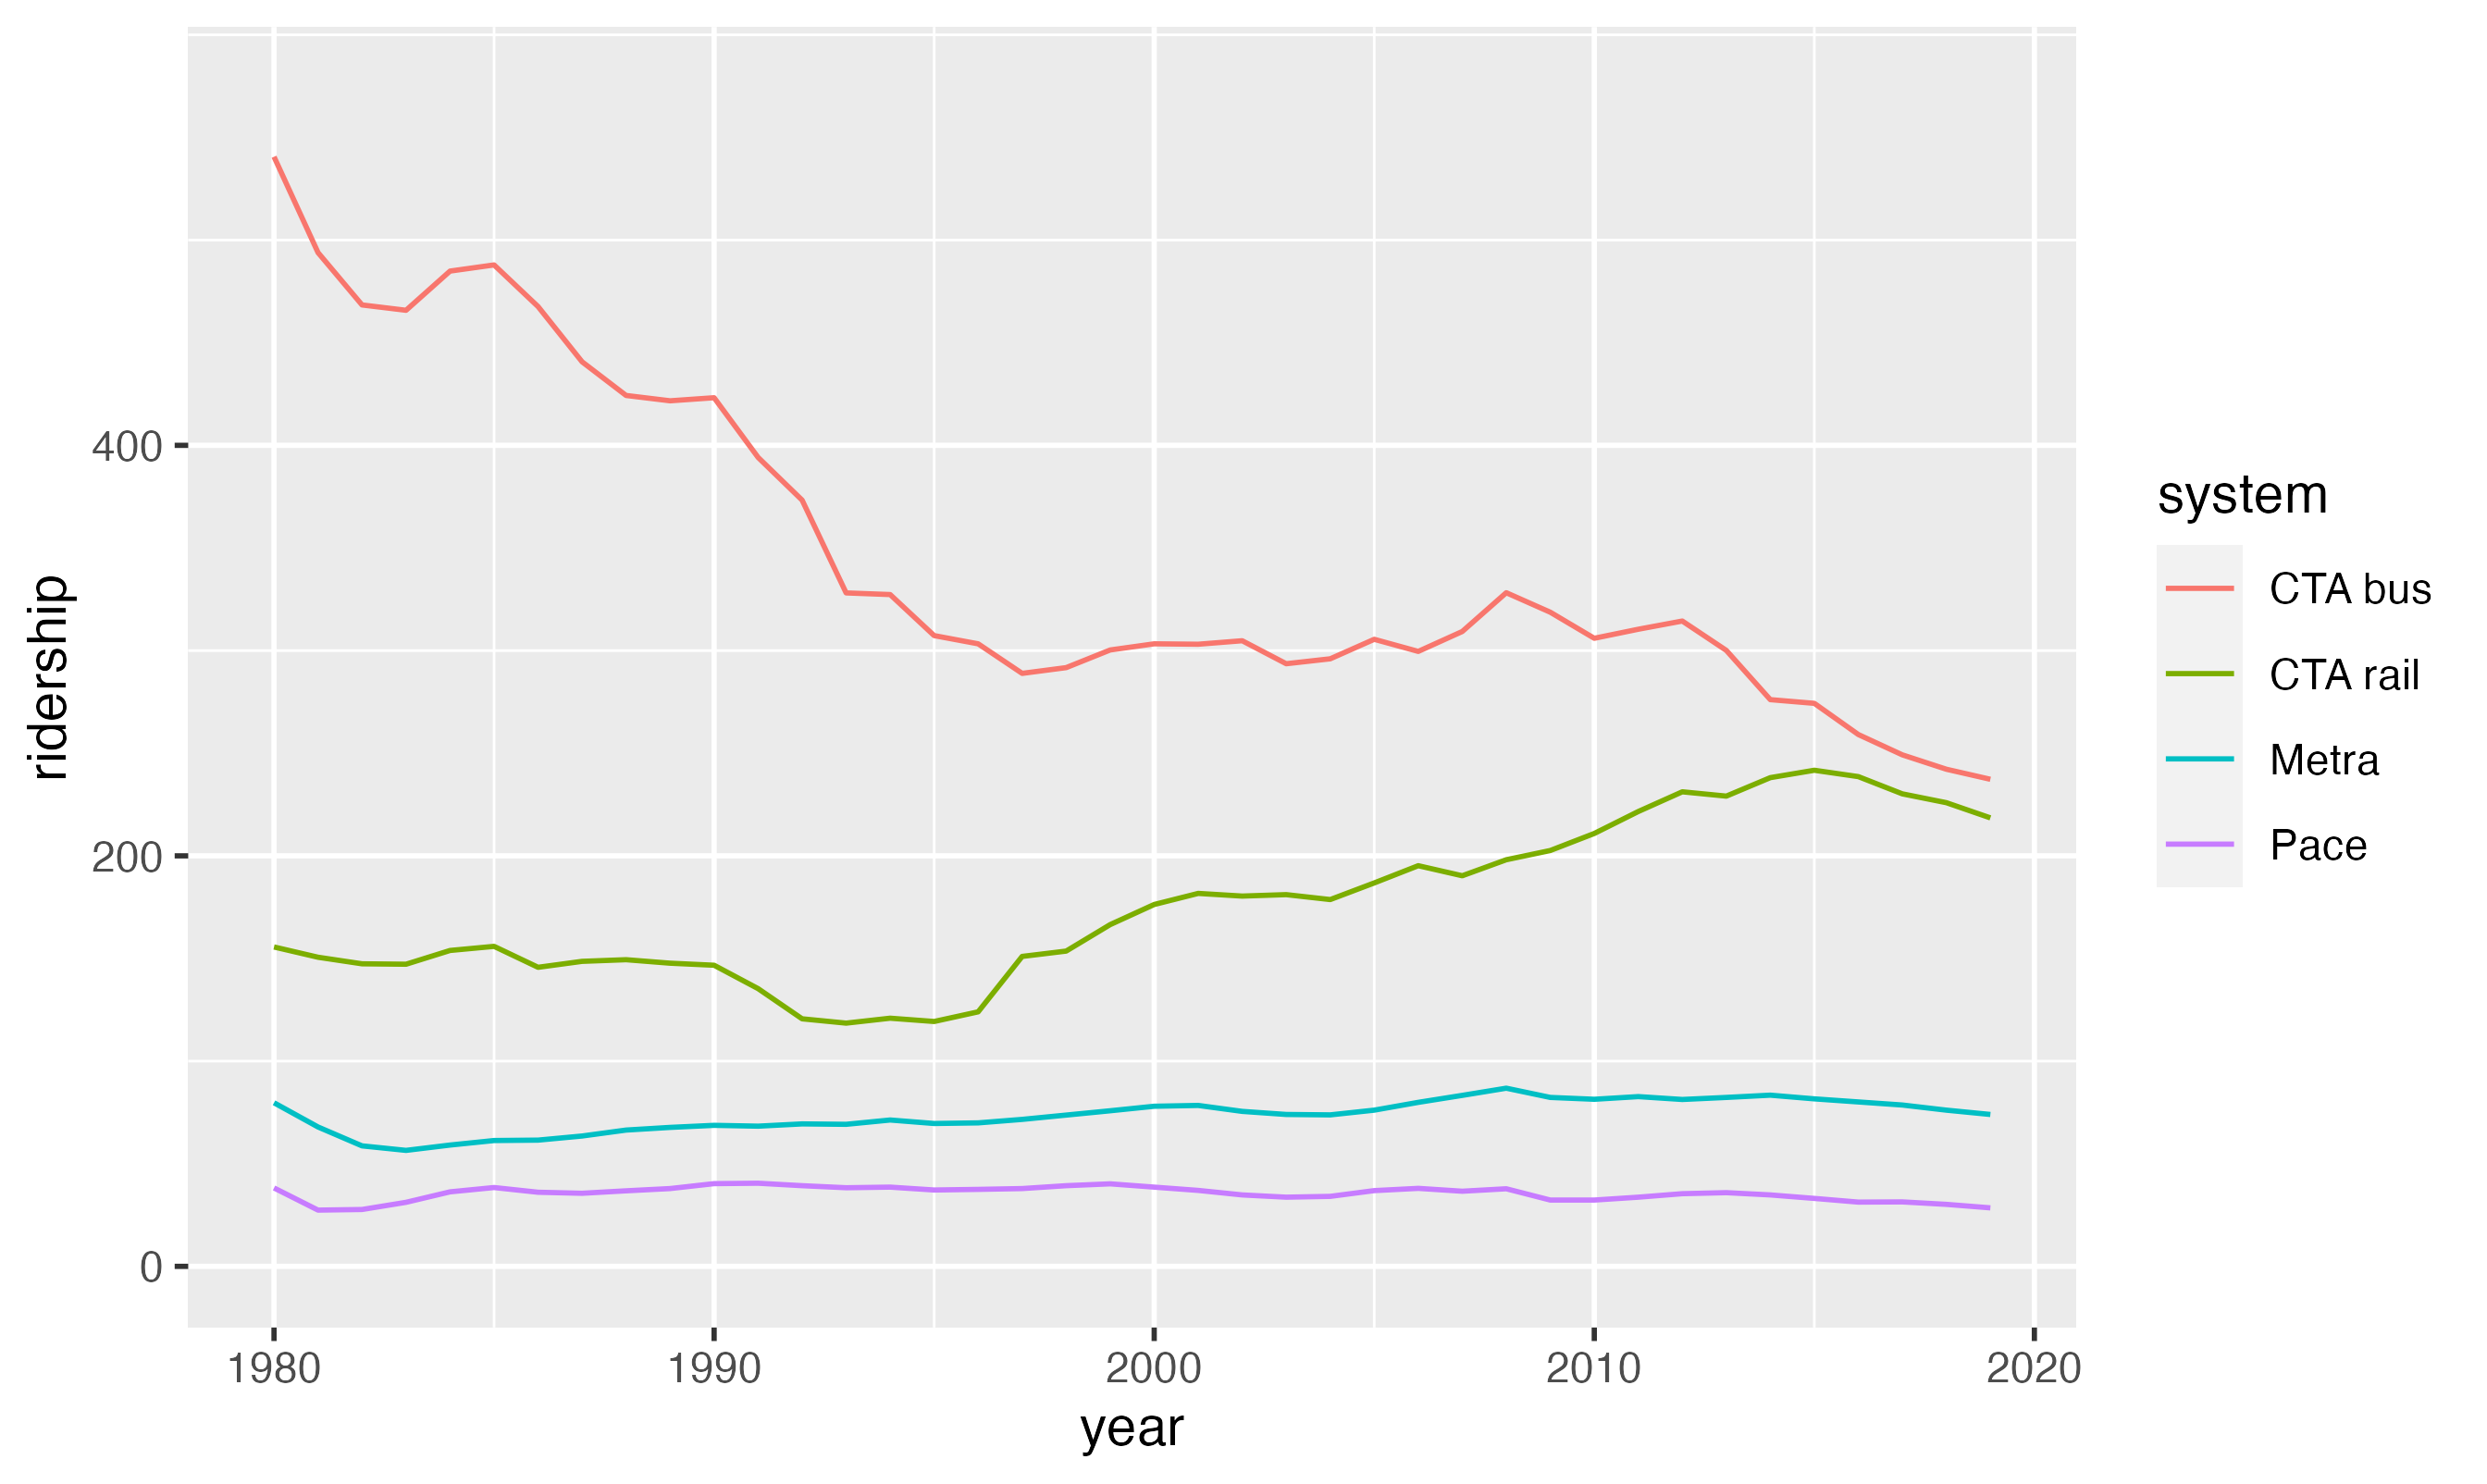 ridership
400
200
0
1980
1990
2000
2010
2020
year
system
CTA bus
CTA rail
Metra
Pace